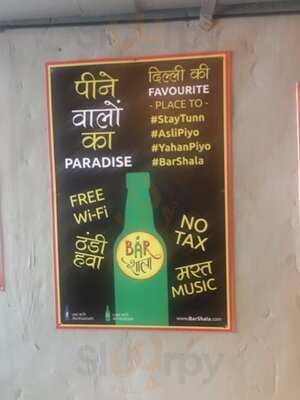 पीने
वालों
का
PARADISE
दिल्ली की
FAVOURITE
- PLACE TO -
#StayTunn
#AsliPiyo
#YahanPiyo
#BarShala
FREE
Wi-Fi
ठंडी
हवा
BAR
शाला
NO
TAX
मस्त
MUSIC
www.BarShala.com
Sluurpy